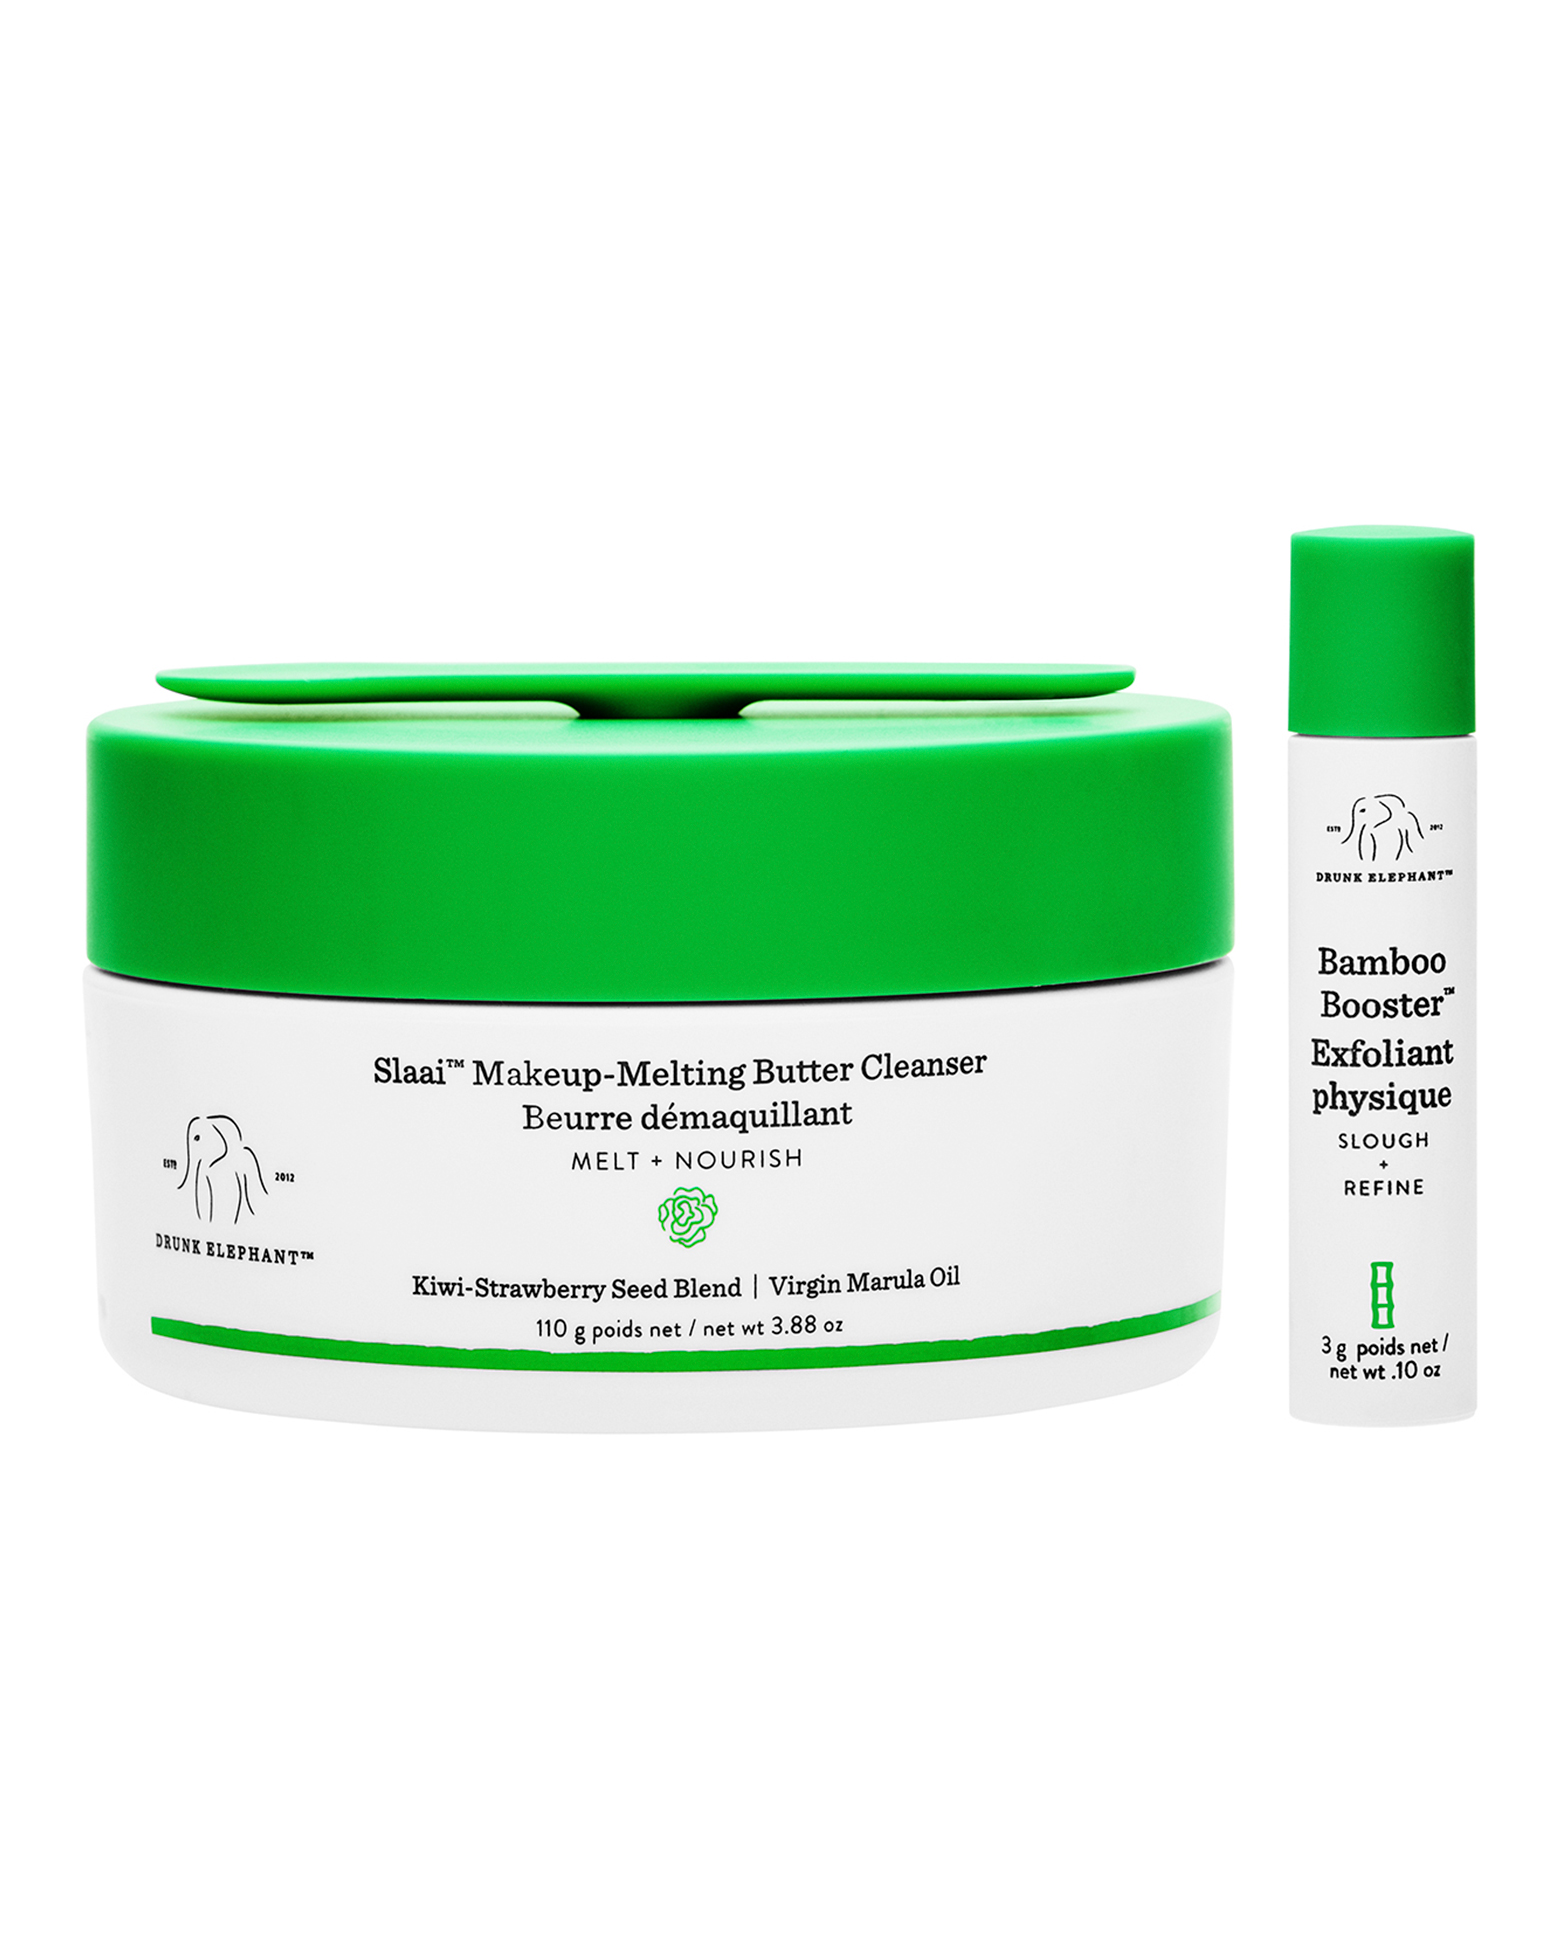 Slaai™ Makeup-Melting Butter Cleanser
Beurre démaquillant
MELT + NOURISH
ESTD 2012
DRUNK ELEPHANT™
Kiwi-Strawberry Seed Blend | Virgin Marula Oil
110 g poids net / net wt 3.88 oz
ESTD 2012
DRUNK ELEPHANT™
Bamboo
Booster™
Exfoliant
physique
SLOUGH
+
REFINE
3 g poids net /
net wt .10 oz